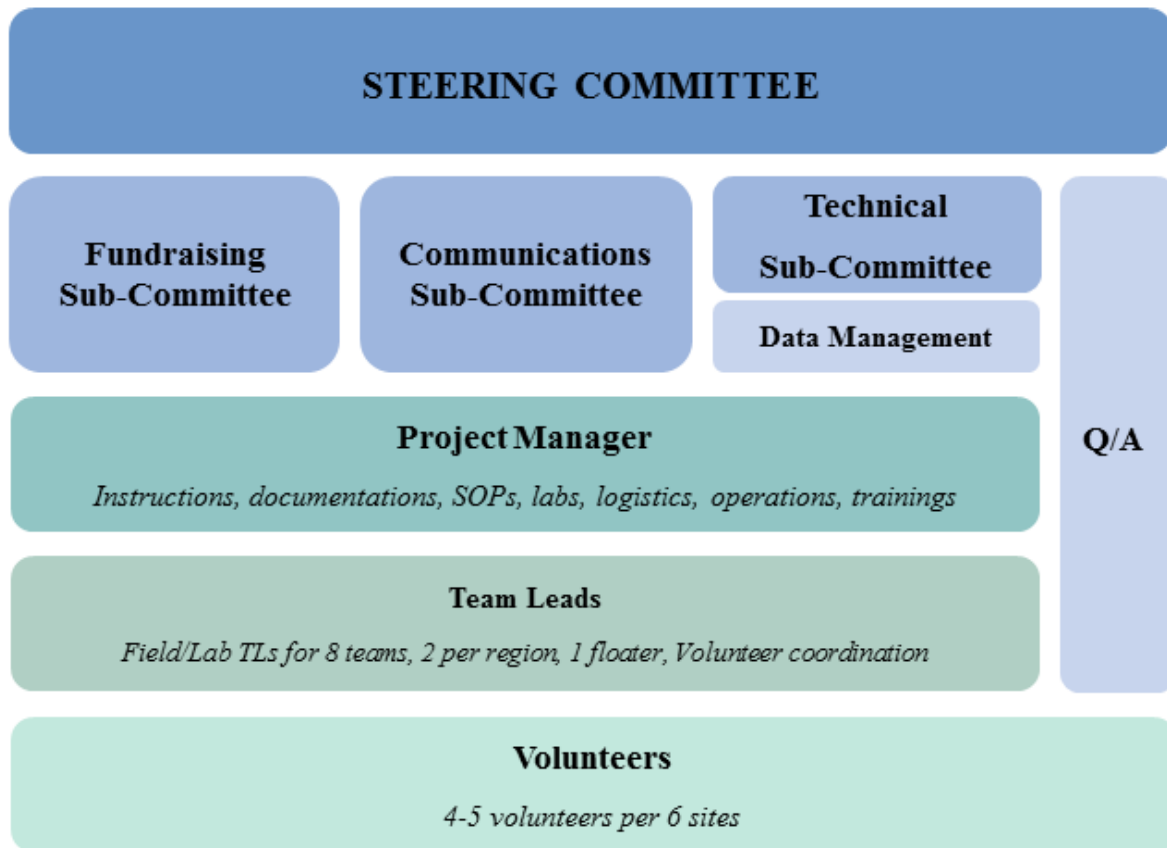 STEERING COMMITTEE
Fundraising
Sub-Committee
Communications
Sub-Committee
Technical
Sub-Committee
Data Management
Q/A
Project Manager
Instructions, documentations, SOPs, labs, logistics, operations, trainings
Team Leads
Field/Lab TLs for 8 teams, 2 per region, 1 floater, Volunteer coordination
Volunteers
4-5 volunteers per 6 sites